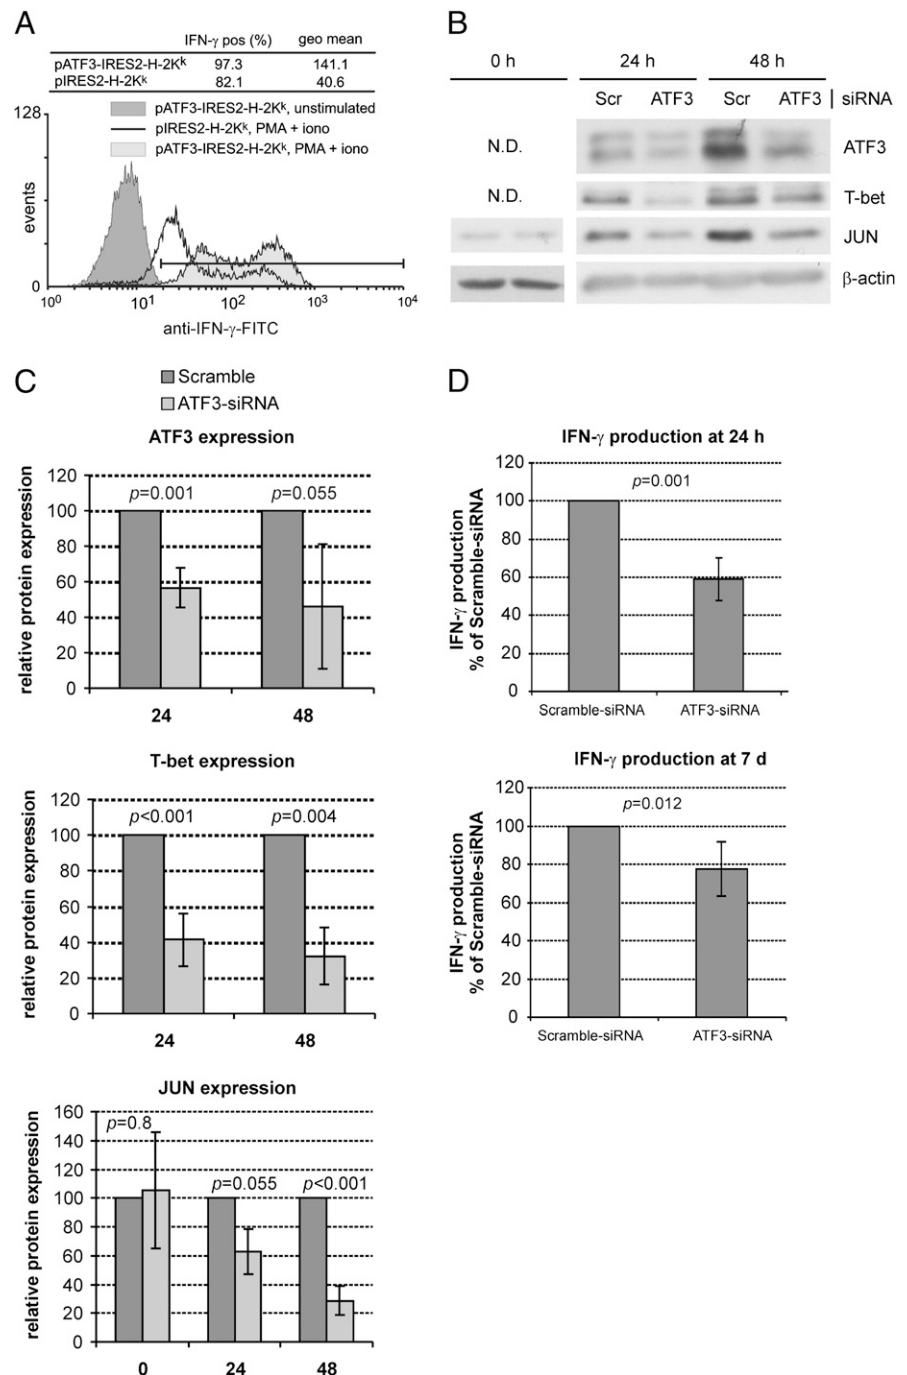 A
IFN-γ pos (%) geo mean
pATF3-IRES2-H-2Kᵏ 97.3 141.1
pIRES2-H-2Kᵏ 82.1 40.6
pATF3-IRES2-H-2Kᵏ, unstimulated
pIRES2-H-2Kᵏ, PMA + iono
pATF3-IRES2-H-2Kᵏ, PMA + iono
128
events
0
10⁰ 10¹ 10² 10³ 10⁴
anti-IFN-γ-FITC
B
0 h 24 h 48 h
Scr ATF3 Scr ATF3 | siRNA
N.D. ATF3
N.D. T-bet
JUN
β-actin
C
Scramble
ATF3-siRNA
ATF3 expression
relative protein expression
120
100
80
60
40
20
0
p=0.001 p=0.055
24 48
T-bet expression
relative protein expression
120
100
80
60
40
20
0
p<0.001 p=0.004
24 48
JUN expression
relative protein expression
160
140
120
100
80
60
40
20
0
p=0.8
p=0.055 p<0.001
0 24 48
D
IFN-γ production at 24 h
IFN-γ production
% of Scramble-siRNA
120
100
80
60
40
20
0
p=0.001
Scramble-siRNA ATF3-siRNA
IFN-γ production at 7 d
IFN-γ production
% of Scramble-siRNA
120
100
80
60
40
20
0
p=0.012
Scramble-siRNA ATF3-siRNA